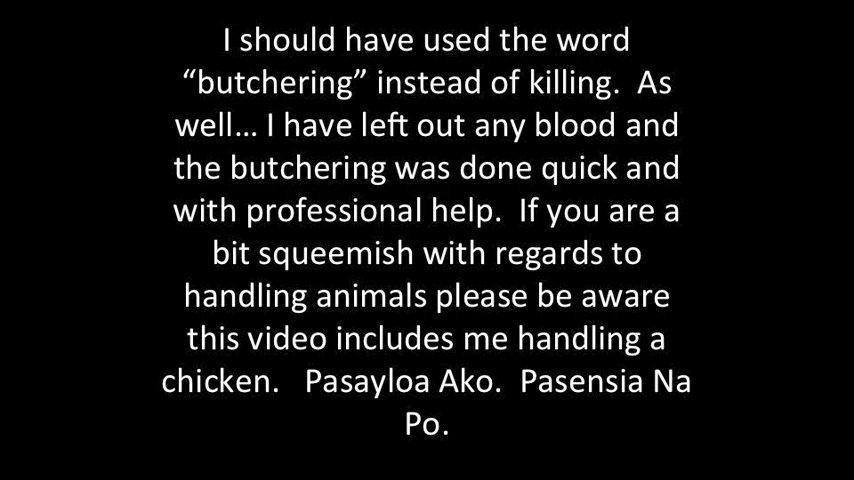 I should have used the word
“butchering” instead of killing.  As
well… I have left out any blood and
the butchering was done quick and
with professional help.  If you are a
bit squeemish with regards to
handling animals please be aware
this video includes me handling a
chicken.   Pasayloa Ako.  Pasensia Na
Po.